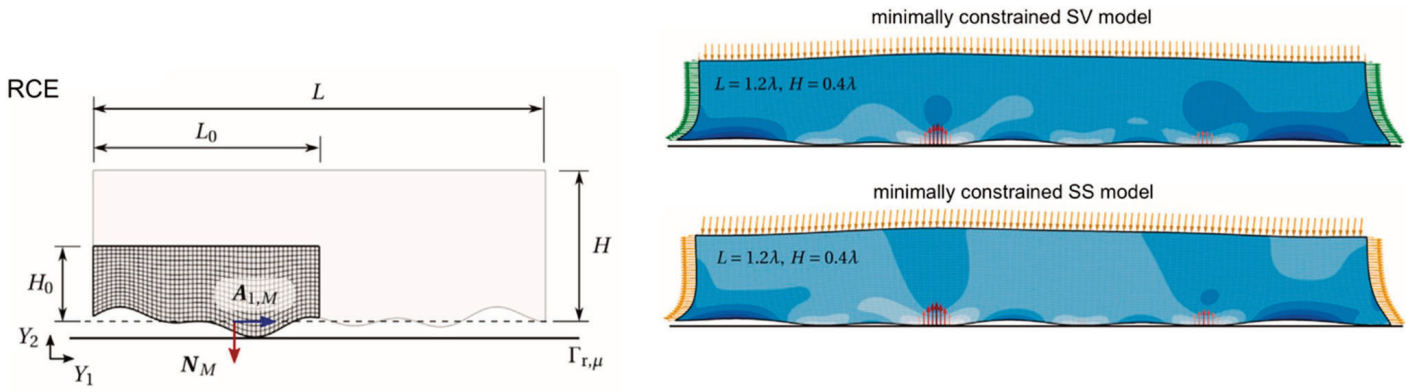 RCE
L
L₀
H₀
H
A₁,M
N_M
Y₂
Y₁
Γr,μ
minimally constrained SV model
L = 1.2λ, H = 0.4λ
minimally constrained SS model
L = 1.2λ, H = 0.4λ